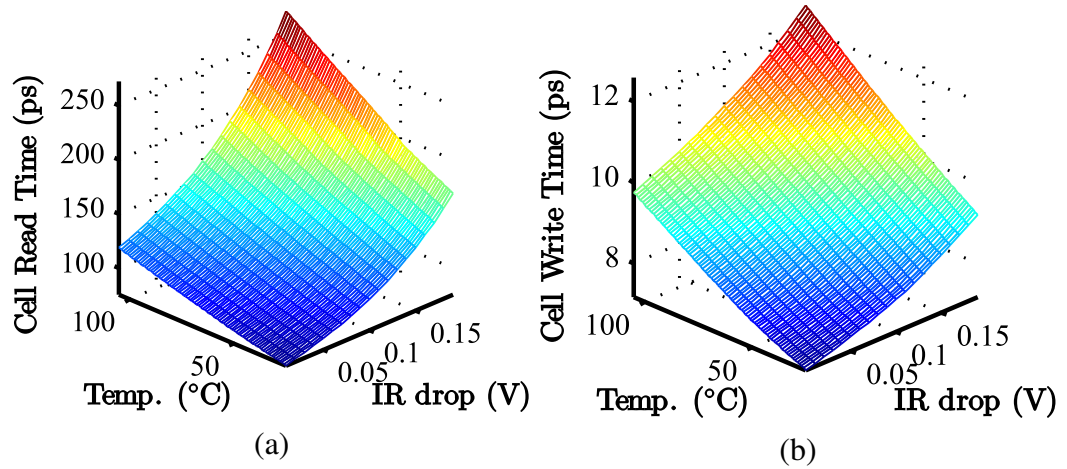 Cell Read Time (ps)
250
200
150
100
100
50
0.05
0.1
0.15
Temp. (°C)
IR drop (V)
(a)
Cell Write Time (ps)
12
10
8
100
50
0.05
0.1
0.15
Temp. (°C)
IR drop (V)
(b)